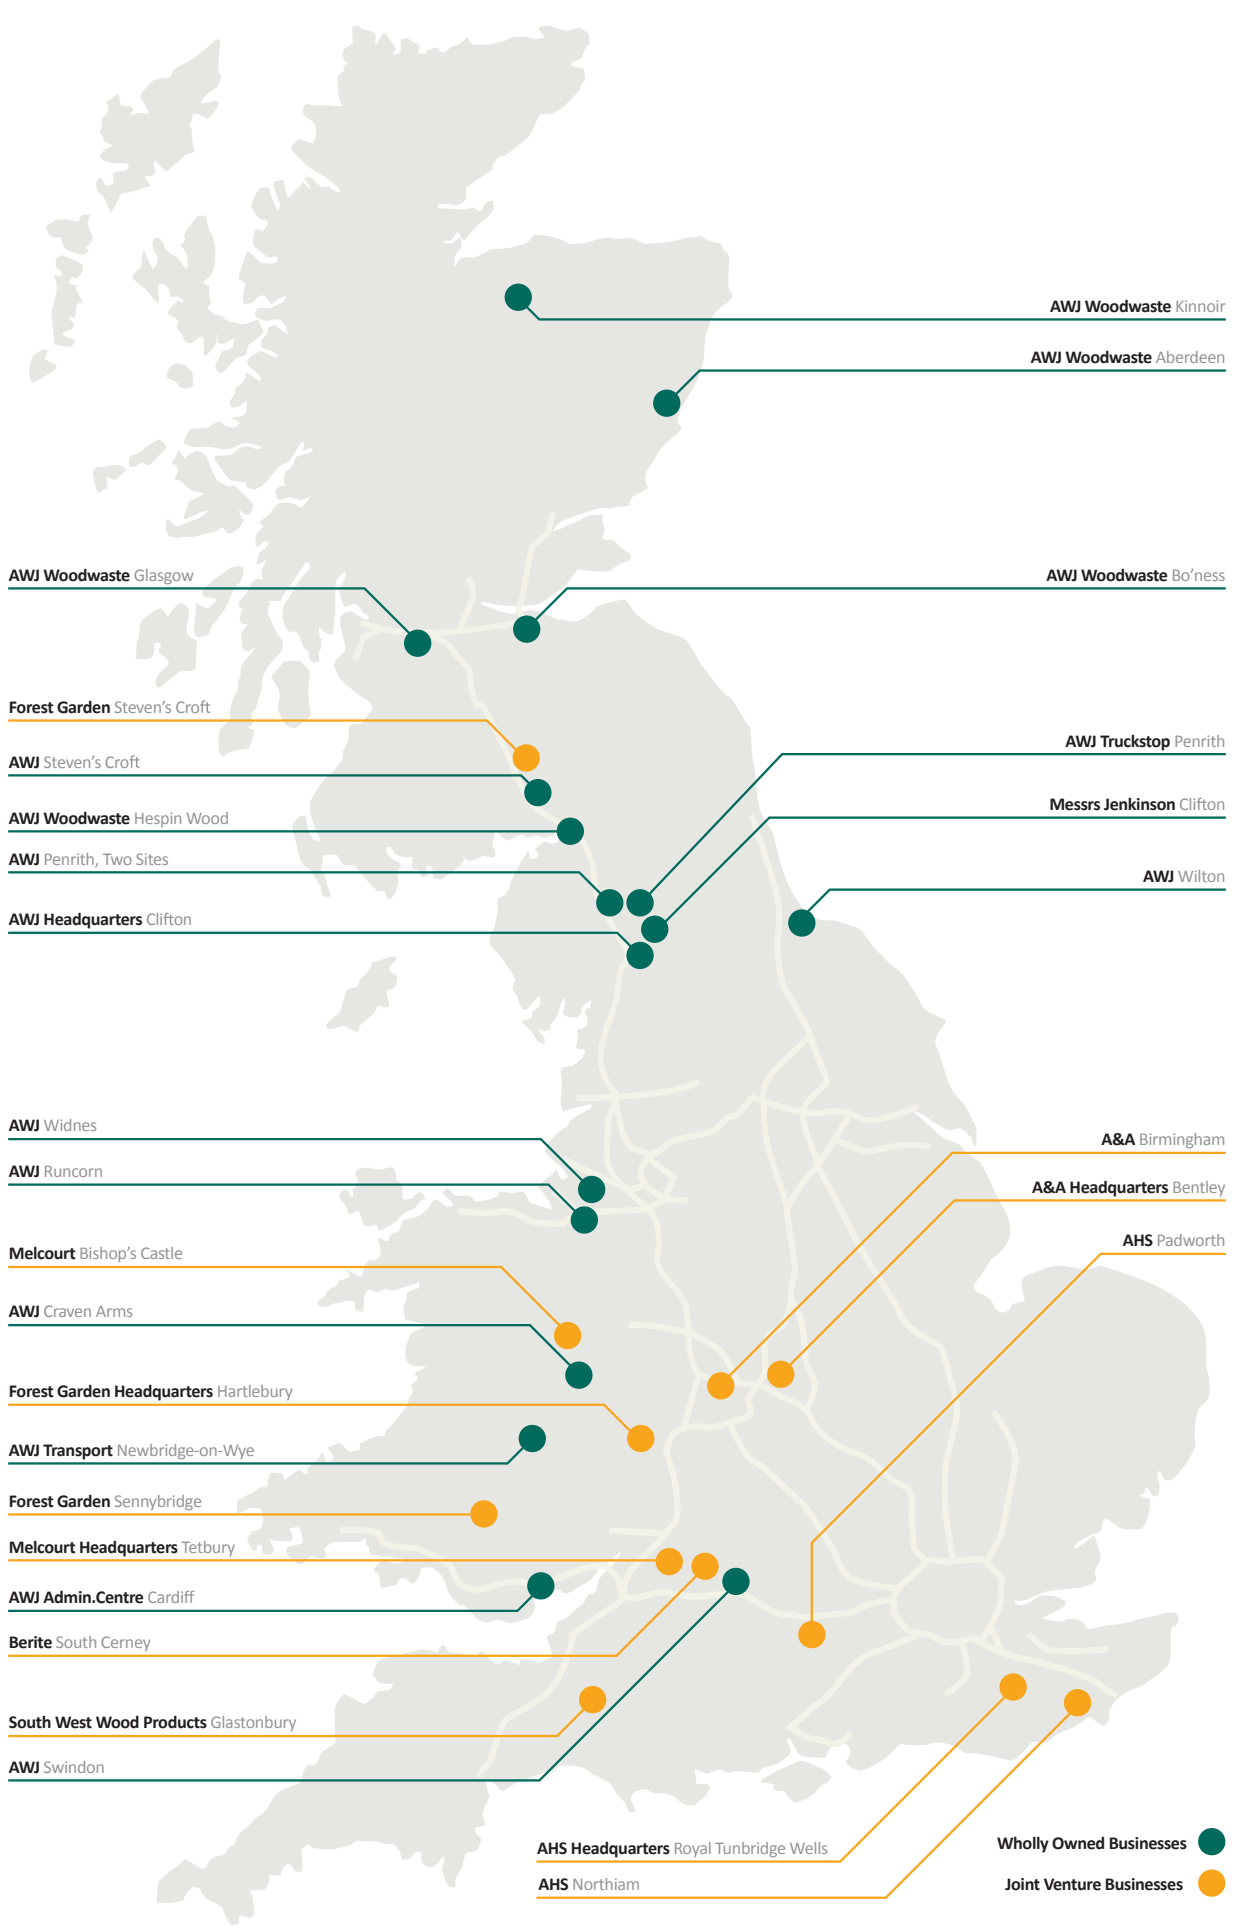 AWJ Woodwaste Kinnoir
AWJ Woodwaste Aberdeen
AWJ Woodwaste Glasgow
AWJ Woodwaste Bo’ness
Forest Garden Steven’s Croft
AWJ Truckstop Penrith
AWJ Steven’s Croft
Messrs Jenkinson Clifton
AWJ Woodwaste Hespin Wood
AWJ Penrith, Two Sites
AWJ Wilton
AWJ Headquarters Clifton
AWJ Widnes
A&A Birmingham
AWJ Runcorn
A&A Headquarters Bentley
AHS Padworth
Melcourt Bishop’s Castle
AWJ Craven Arms
Forest Garden Headquarters Hartlebury
AWJ Transport Newbridge-on-Wye
Forest Garden Sennybridge
Melcourt Headquarters Tetbury
AWJ Admin.Centre Cardiff
Berite South Cerney
South West Wood Products Glastonbury
AWJ Swindon
AHS Headquarters Royal Tunbridge Wells
AHS Northiam
Wholly Owned Businesses
Joint Venture Businesses